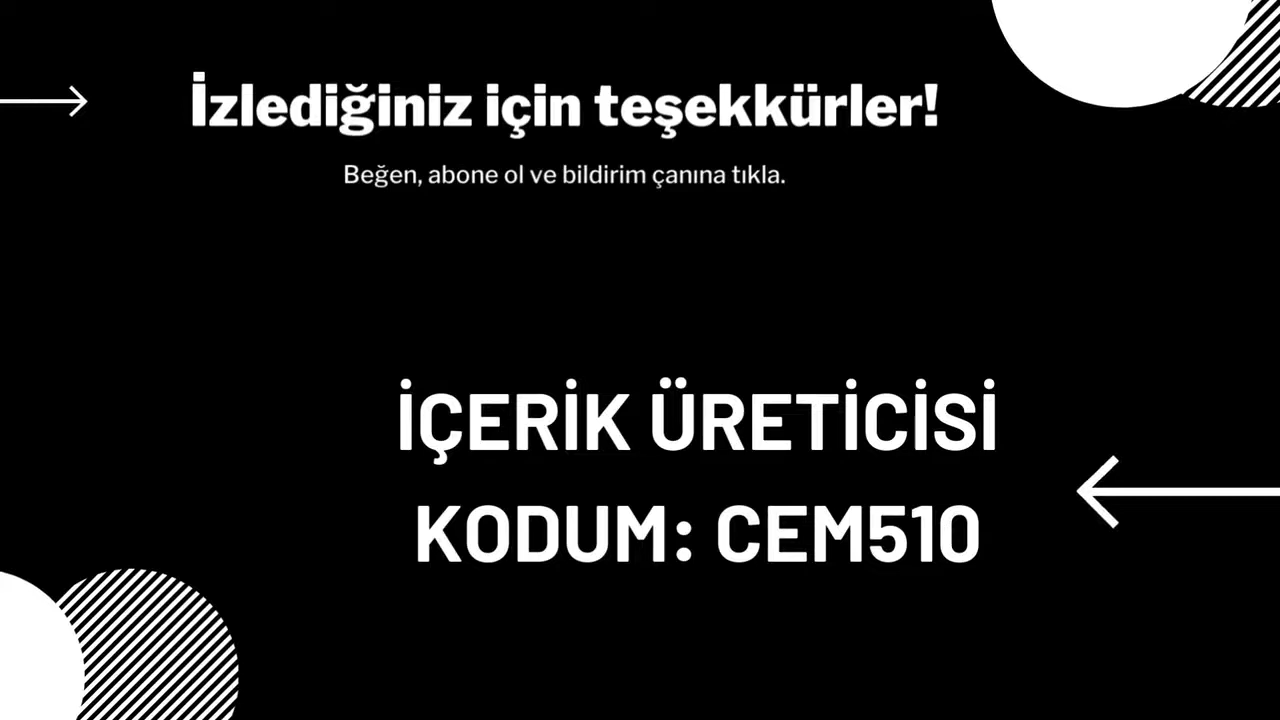 İzlediğiniz için teşekkürler!
Beğen, abone ol ve bildirim çanına tıkla.
İÇERİK ÜRETİCİSİ
KODUM: CEM510